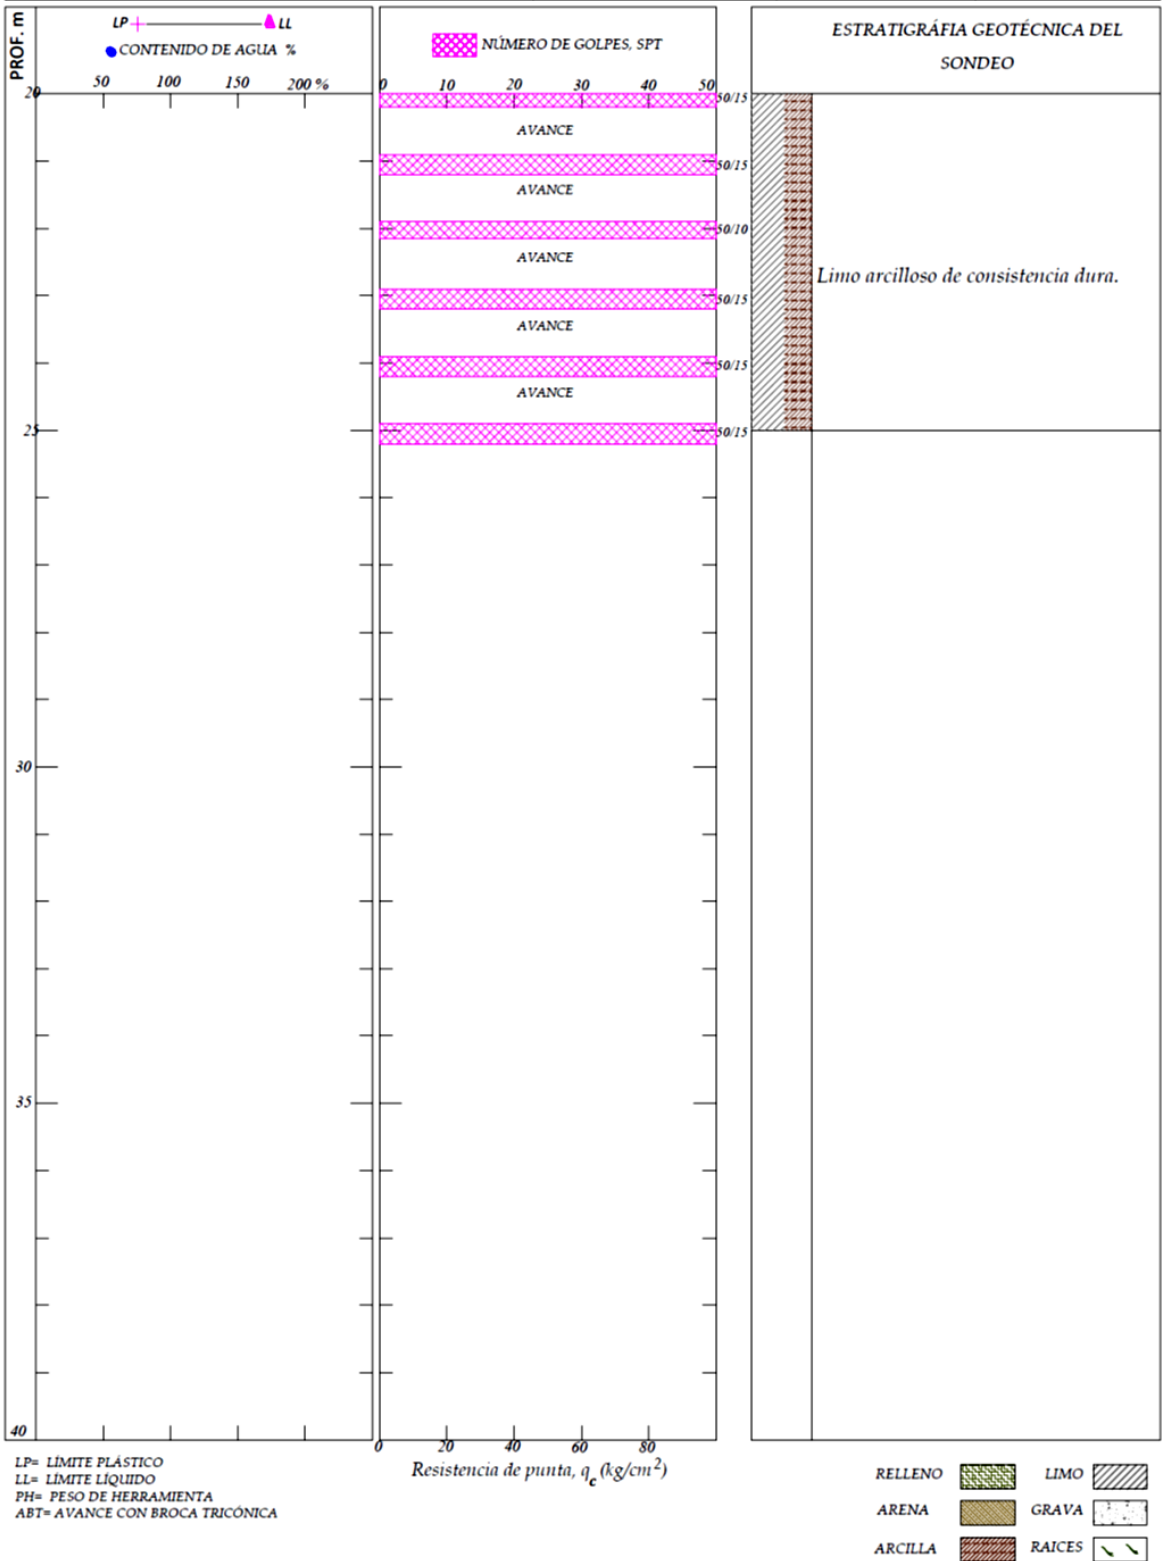 PROF. m
LP LL
CONTENIDO DE AGUA %
50 100 150 200 %
NÚMERO DE GOLPES, SPT
0 10 20 30 40 50
ESTRATIGRÁFIA GEOTÉCNICA DEL
SONDEO
20
50/15
AVANCE
50/15
AVANCE
50/10
AVANCE
Limo arcilloso de consistencia dura.
50/15
AVANCE
50/15
AVANCE
25
50/15
30
35
40
0 20 40 60 80
Resistencia de punta, qc (kg/cm²)
LP= LÍMITE PLÁSTICO
LL= LÍMITE LÍQUIDO
PH= PESO DE HERRAMIENTA
ABT= AVANCE CON BROCA TRICÓNICA
RELLENO LIMO
ARENA GRAVA
ARCILLA RAICES